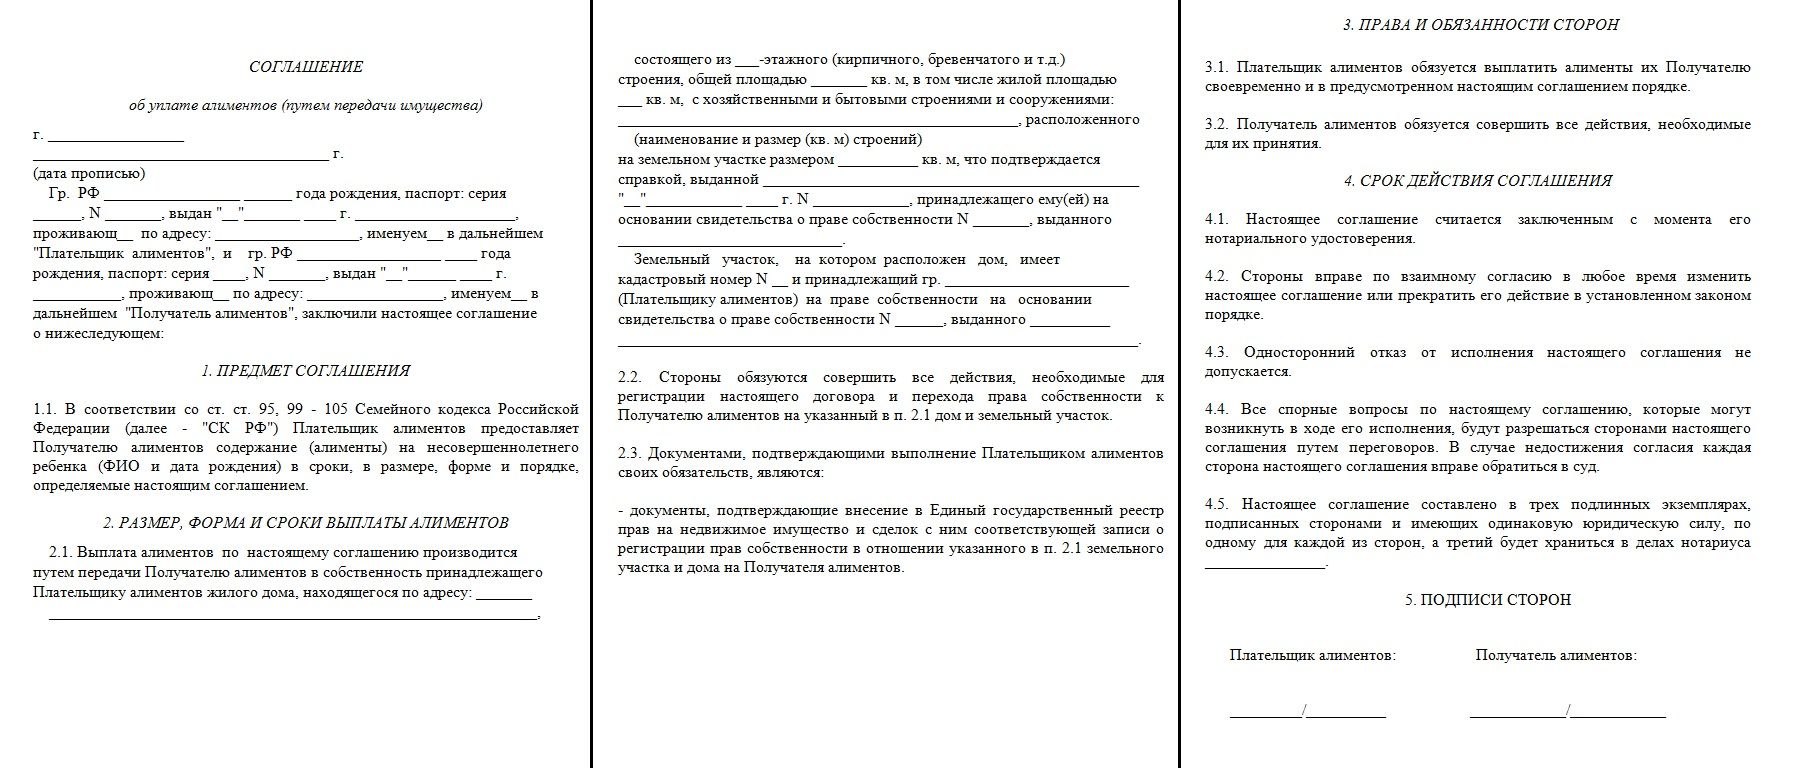 СОГЛАШЕНИЕ
об уплате алиментов (путем передачи имущества)
г. _________________
_____________________________________ г.
(дата прописью)
Гр. РФ _________________ ______ года рождения, паспорт: серия
______, N _______, выдан "__"_______ ____ г. ____________________,
проживающ__ по адресу: __________________, именуем__ в дальнейшем
"Плательщик алиментов", и гр. РФ __________________ ____ года
рождения, паспорт: серия ____, N _______, выдан "__"______ ____ г.
___________, проживающ__ по адресу: _________________, именуем__ в
дальнейшем "Получатель алиментов", заключили настоящее соглашение
о нижеследующем:
1. ПРЕДМЕТ СОГЛАШЕНИЯ
1.1. В соответствии со ст. ст. 95, 99 - 105 Семейного кодекса Российской
Федерации (далее - "СК РФ") Плательщик алиментов предоставляет
Получателю алиментов содержание (алименты) на несовершеннолетнего
ребенка (ФИО и дата рождения) в сроки, в размере, форме и порядке,
определяемые настоящим соглашением.
2. РАЗМЕР, ФОРМА И СРОКИ ВЫПЛАТЫ АЛИМЕНТОВ
2.1. Выплата алиментов по настоящему соглашению производится
путем передачи Получателю алиментов в собственность принадлежащего
Плательщику алиментов жилого дома, находящегося по адресу: _______
_____________________________________________________________,
состоящего из ___-этажного (кирпичного, бревенчатого и т.д.)
строения, общей площадью _______ кв. м, в том числе жилой площадью
___ кв. м, с хозяйственными и бытовыми строениями и сооружениями:
__________________________________________________, расположенного
(наименование и размер (кв. м) строений)
на земельном участке размером __________ кв. м, что подтверждается
справкой, выданной _______________________________________________
"__"____________ ____ г. N ____________, принадлежащего ему(ей) на
основании свидетельства о праве собственности N _______, выданного
____________________________.
Земельный участок, на котором расположен дом, имеет
кадастровый номер N __ и принадлежащий гр. _______________________
(Плательщику алиментов) на праве собственности на основании
свидетельства о праве собственности N ______, выданного __________
_________________________________________________________________.
2.2. Стороны обязуются совершить все действия, необходимые для
регистрации настоящего договора и перехода права собственности к
Получателю алиментов на указанный в п. 2.1 дом и земельный участок.
2.3. Документами, подтверждающими выполнение Плательщиком алиментов
своих обязательств, являются:
- документы, подтверждающие внесение в Единый государственный реестр
прав на недвижимое имущество и сделок с ним соответствующей записи о
регистрации прав собственности в отношении указанного в п. 2.1 земельного
участка и дома на Получателя алиментов.
3. ПРАВА И ОБЯЗАННОСТИ СТОРОН
3.1. Плательщик алиментов обязуется выплатить алименты их Получателю
своевременно и в предусмотренном настоящим соглашением порядке.
3.2. Получатель алиментов обязуется совершить все действия, необходимые
для их принятия.
4. СРОК ДЕЙСТВИЯ СОГЛАШЕНИЯ
4.1. Настоящее соглашение считается заключенным с момента его
нотариального удостоверения.
4.2. Стороны вправе по взаимному согласию в любое время изменить
настоящее соглашение или прекратить его действие в установленном законом
порядке.
4.3. Односторонний отказ от исполнения настоящего соглашения не
допускается.
4.4. Все спорные вопросы по настоящему соглашению, которые могут
возникнуть в ходе его исполнения, будут разрешаться сторонами настоящего
соглашения путем переговоров. В случае недостижения согласия каждая
сторона настоящего соглашения вправе обратиться в суд.
4.5. Настоящее соглашение составлено в трех подлинных экземплярах,
подписанных сторонами и имеющих одинаковую юридическую силу, по
одному для каждой из сторон, а третий будет храниться в делах нотариуса
_______________.
5. ПОДПИСИ СТОРОН
Плательщик алиментов: Получатель алиментов:
_________/__________ ____________/____________